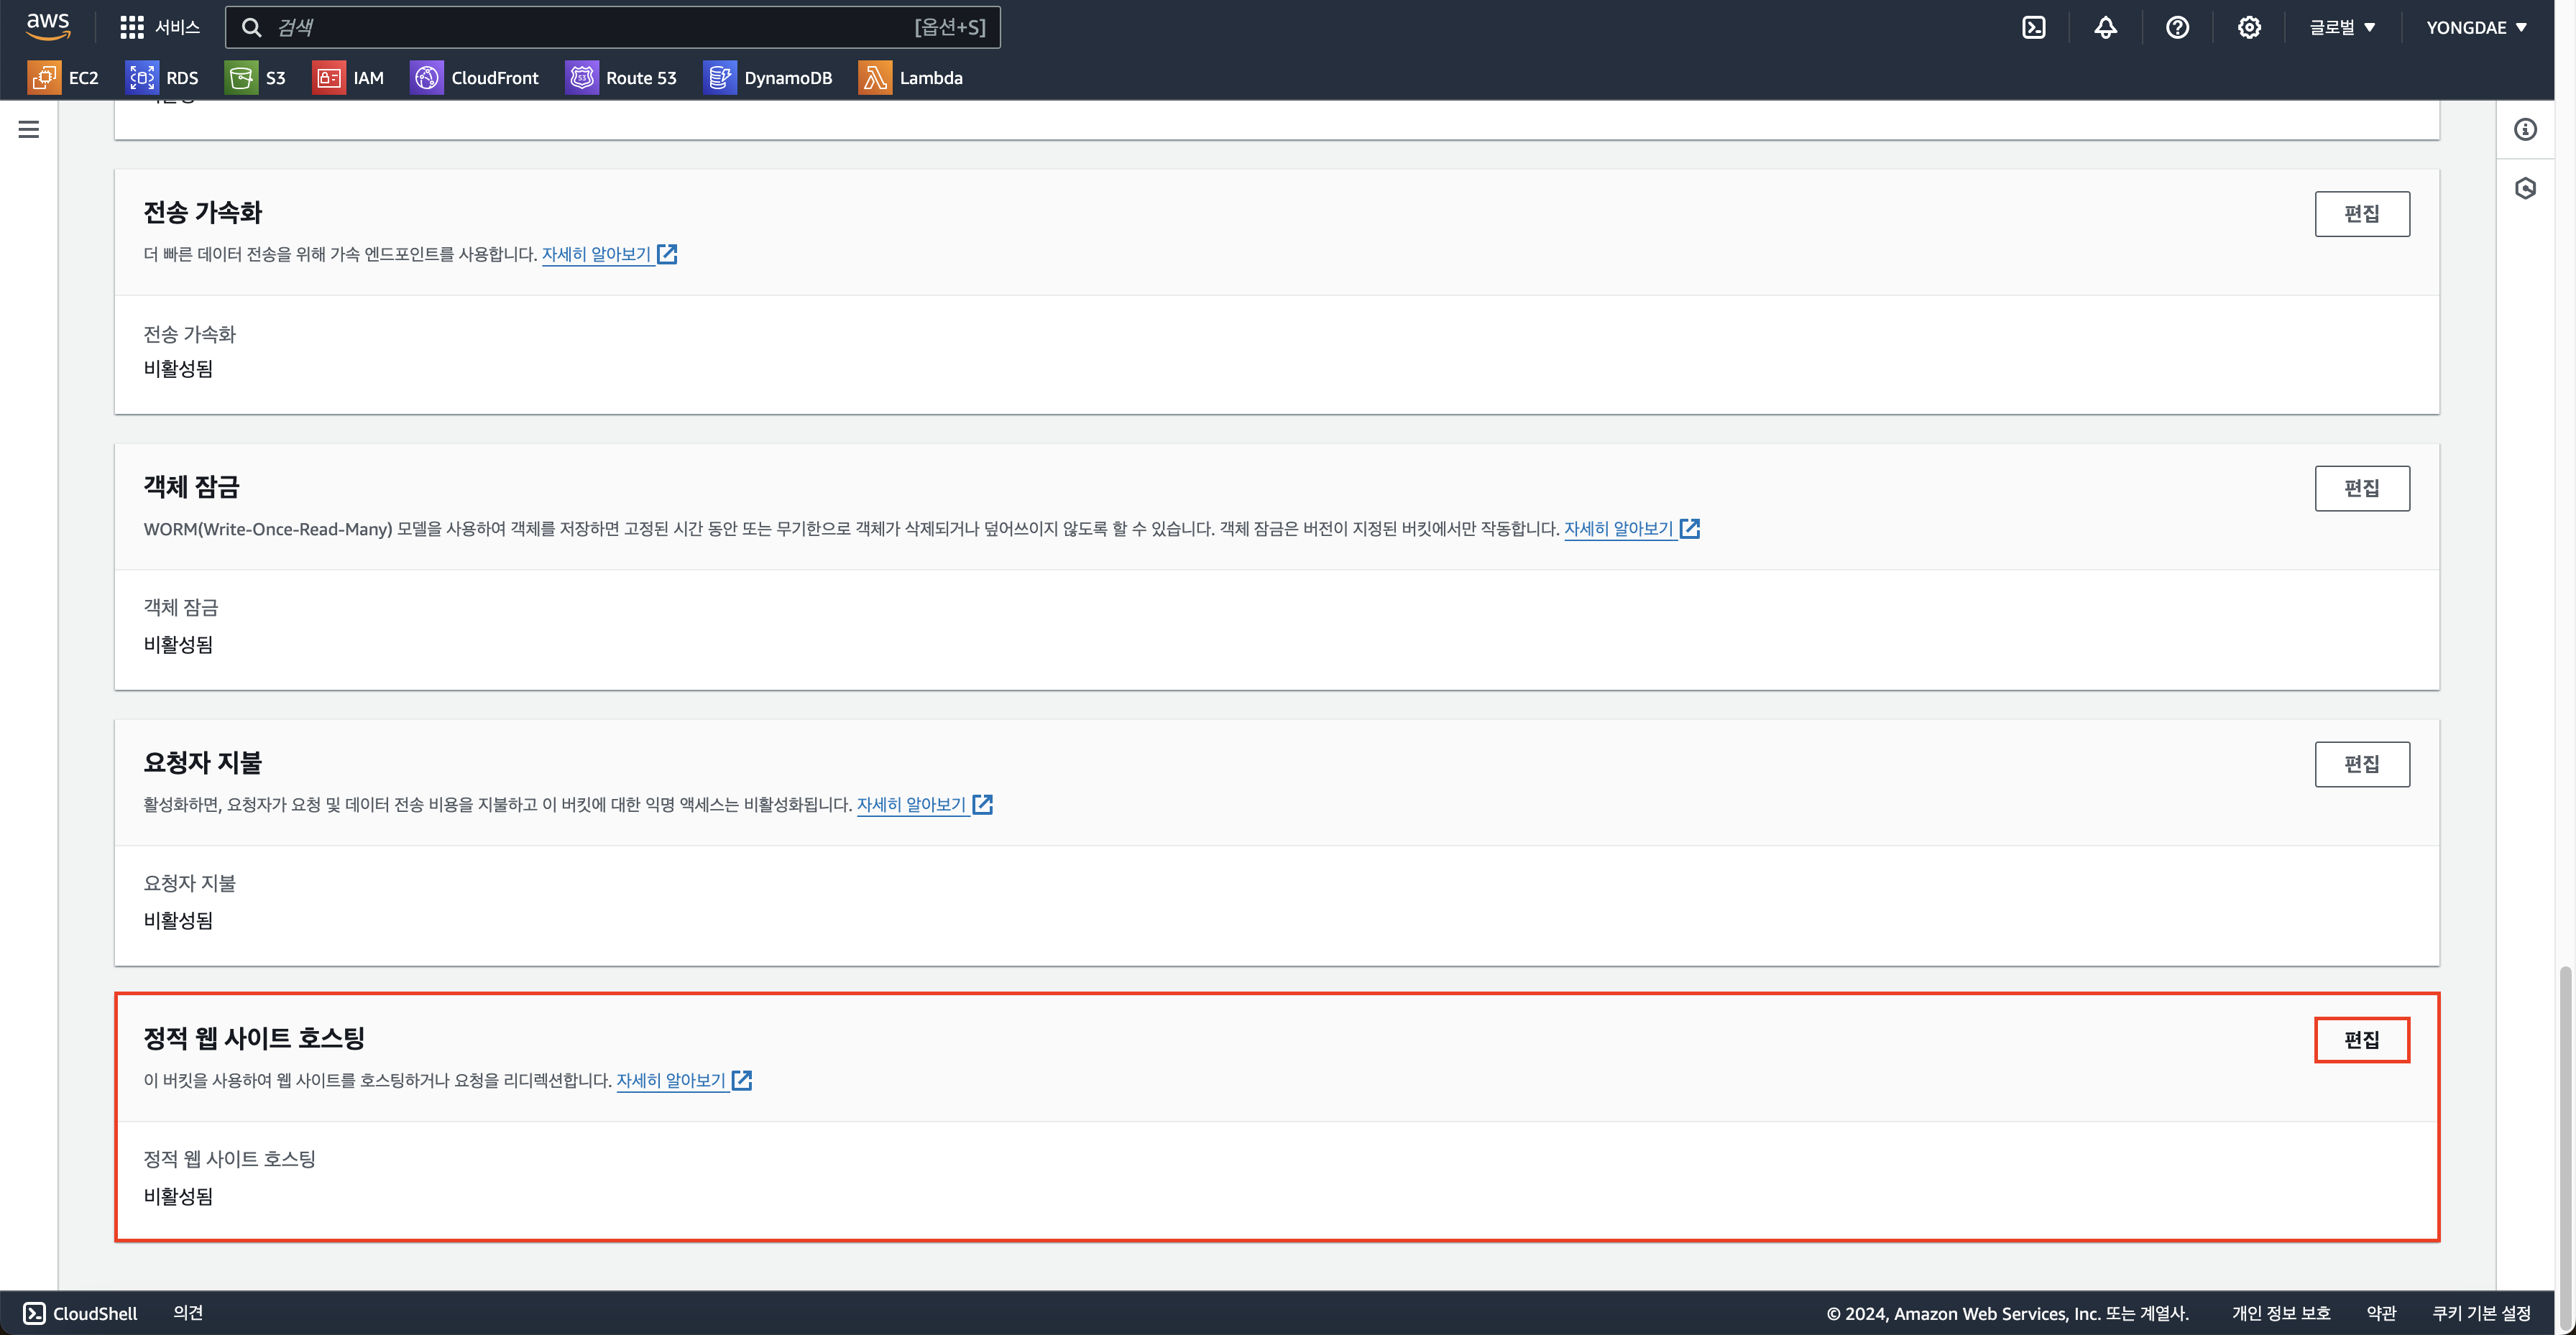 aws
서비스
검색
[옵션+S]
글로벌
YONGDAE
EC2
RDS
S3
IAM
CloudFront
Route 53
DynamoDB
Lambda
전송 가속화
편집
더 빠른 데이터 전송을 위해 가속 엔드포인트를 사용합니다. 자세히 알아보기
전송 가속화
비활성됨
객체 잠금
편집
WORM(Write-Once-Read-Many) 모델을 사용하여 객체를 저장하면 고정된 시간 동안 또는 무기한으로 객체가 삭제되거나 덮어쓰이지 않도록 할 수 있습니다. 객체 잠금은 버전이 지정된 버킷에서만 작동합니다. 자세히 알아보기
객체 잠금
비활성됨
요청자 지불
편집
활성화하면, 요청자가 요청 및 데이터 전송 비용을 지불하고 이 버킷에 대한 익명 액세스는 비활성화됩니다. 자세히 알아보기
요청자 지불
비활성됨
정적 웹 사이트 호스팅
편집
이 버킷을 사용하여 웹 사이트를 호스팅하거나 요청을 리디렉션합니다. 자세히 알아보기
정적 웹 사이트 호스팅
비활성됨
CloudShell
의견
© 2024, Amazon Web Services, Inc. 또는 계열사.
개인 정보 보호
약관
쿠키 기본 설정